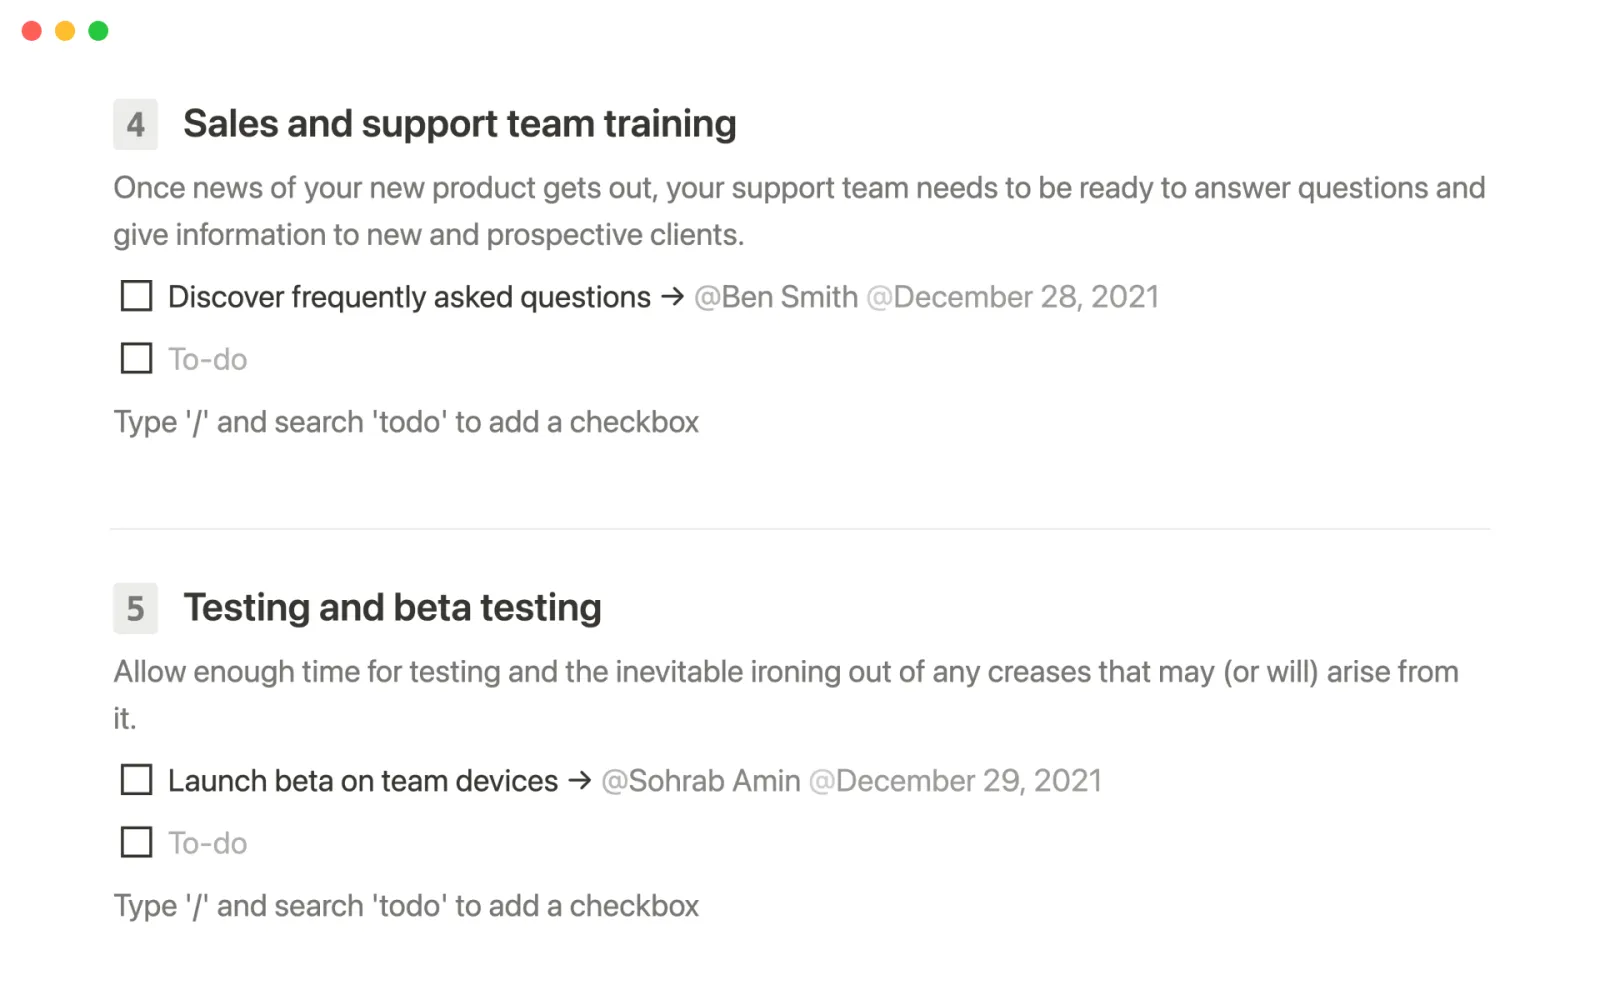 4 Sales and support team training
Once news of your new product gets out, your support team needs to be ready to answer questions and
give information to new and prospective clients.
Discover frequently asked questions → @Ben Smith @December 28, 2021
To-do
Type '/' and search 'todo' to add a checkbox
5 Testing and beta testing
Allow enough time for testing and the inevitable ironing out of any creases that may (or will) arise from
it.
Launch beta on team devices → @Sohrab Amin @December 29, 2021
To-do
Type '/' and search 'todo' to add a checkbox